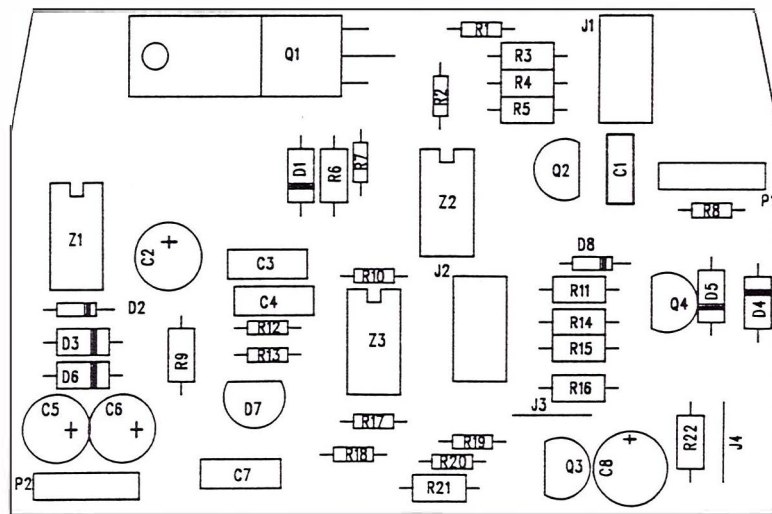 R1
J1
Q1
R3
R4
R5
R2
D1
R6
R7
Z2
Q2
C1
P1
R8
Z1
C2
C3
C4
R10
J2
D8
R11
Q4
D5
D4
D2
D3
D6
R9
R12
R13
Z3
R14
R15
R16
J3
C5
C6
D7
R17
R18
R19
R20
R21
Q3
C8
R22
J4
P2
C7